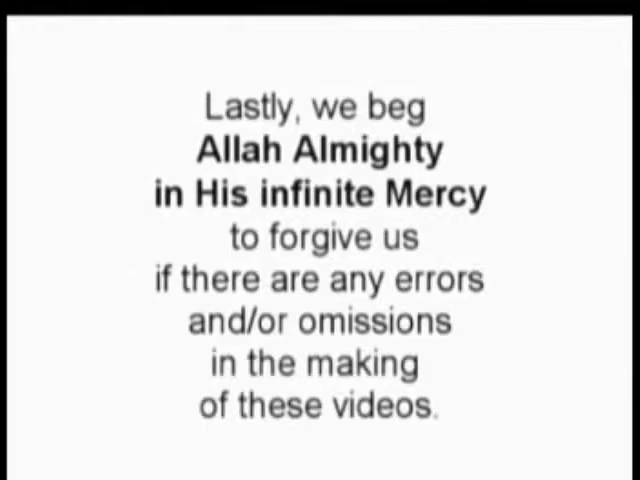 Lastly, we beg
Allah Almighty
in His infinite Mercy
to forgive us
if there are any errors
and/or omissions
in the making
of these videos.